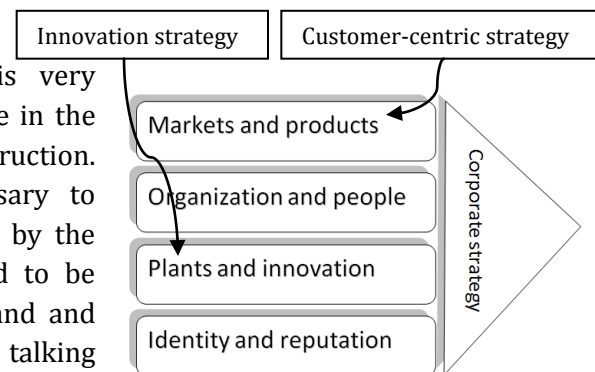 Innovation strategy
Customer-centric strategy
is very
e in the
ruction.
sary to
by the
d to be
and and
talking
Markets and products
Organization and people
Plants and innovation
Identity and reputation
Corporate strategy